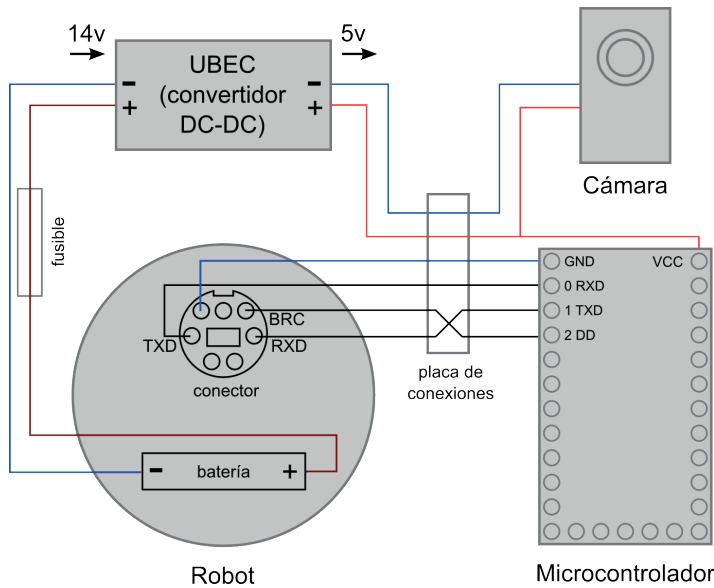 14v
5v
UBEC
(convertidor
DC-DC)
-
+
-
+
Cámara
fusible
GND
VCC
0 RXD
1 TXD
2 DD
BRC
TXD
RXD
conector
placa de
conexiones
- batería +
Robot
Microcontrolador